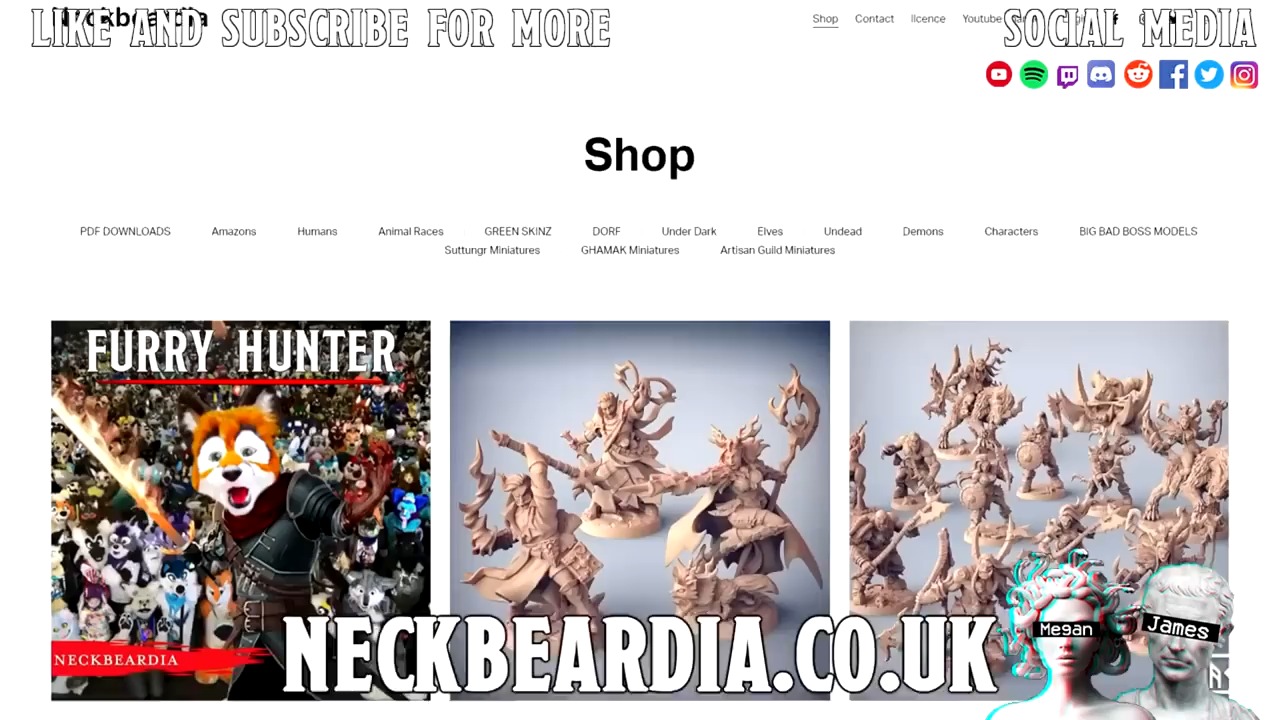 Neckbeardia
LIKE AND SUBSCRIBE FOR MORE
Shop Contact licence Youtube
SOCIAL MEDIA
Shop
PDF DOWNLOADS Amazons Humans Animal Races GREEN SKINZ DORF Under Dark Elves Undead Demons Characters BIG BAD BOSS MODELS
Suttungr Miniatures GHAMAK Miniatures Artisan Guild Miniatures
FURRY HUNTER
NECKBEARDIA
NECKBEARDIA.CO.UK
Megan
James